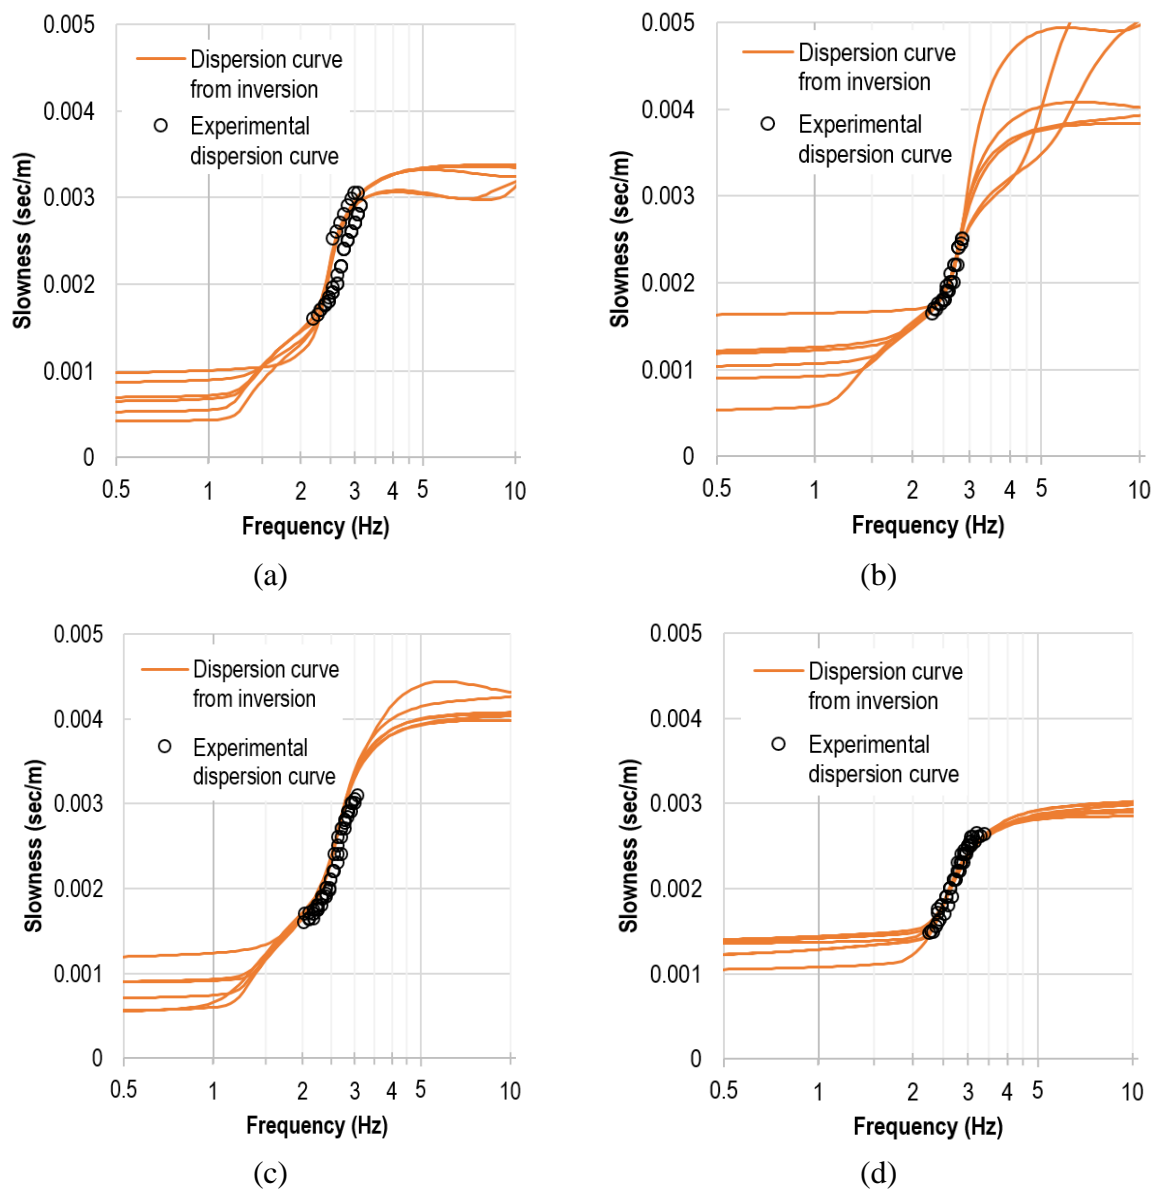 0.005
0.004
0.003
0.002
0.001
0
Slowness (sec/m)
Dispersion curve
from inversion
Experimental
dispersion curve
0.5 1 2 3 4 5 10
Frequency (Hz)
(a)
0.005
0.004
0.003
0.002
0.001
0
Slowness (sec/m)
Dispersion curve
from inversion
Experimental
dispersion curve
0.5 1 2 3 4 5 10
Frequency (Hz)
(b)
0.005
0.004
0.003
0.002
0.001
0
Slowness (sec/m)
Dispersion curve
from inversion
Experimental
dispersion curve
0.5 1 2 3 4 5 10
Frequency (Hz)
(c)
0.005
0.004
0.003
0.002
0.001
0
Slowness (sec/m)
Dispersion curve
from inversion
Experimental
dispersion curve
0.5 1 2 3 4 5 10
Frequency (Hz)
(d)